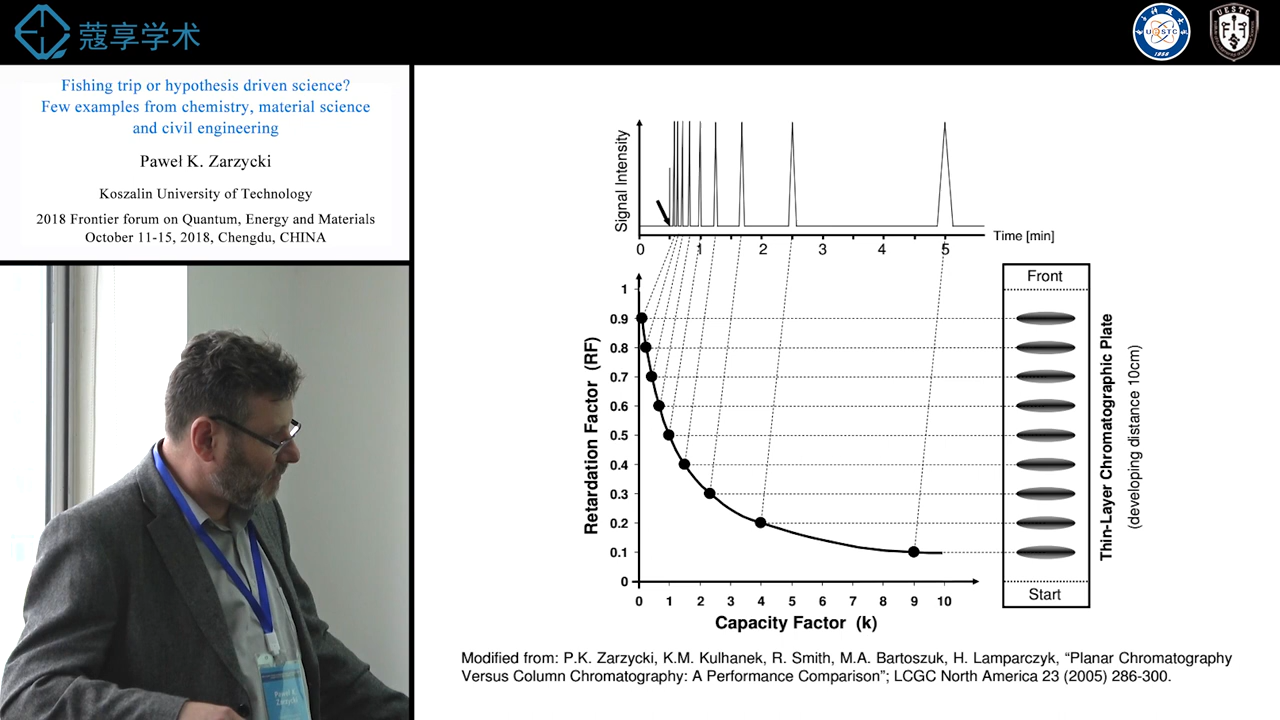 蔻享学术
UESTC
1956
UESTC
Fishing trip or hypothesis driven science?
Few examples from chemistry, material science
and civil engineering
Paweł K. Zarzycki
Koszalin University of Technology
2018 Frontier forum on Quantum, Energy and Materials
October 11-15, 2018, Chengdu, CHINA
Paweł K.
Zarzycki
Signal Intensity
0 1 2 3 4 5
Time [min]
Retardation Factor (RF)
1
0.9
0.8
0.7
0.6
0.5
0.4
0.3
0.2
0.1
0
0 1 2 3 4 5 6 7 8 9 10
Capacity Factor (k)
Front
Start
Thin-Layer Chromatographic Plate
(developing distance 10cm)
Modified from: P.K. Zarzycki, K.M. Kulhanek, R. Smith, M.A. Bartoszuk, H. Lamparczyk, “Planar Chromatography
Versus Column Chromatography: A Performance Comparison”; LCGC North America 23 (2005) 286-300.